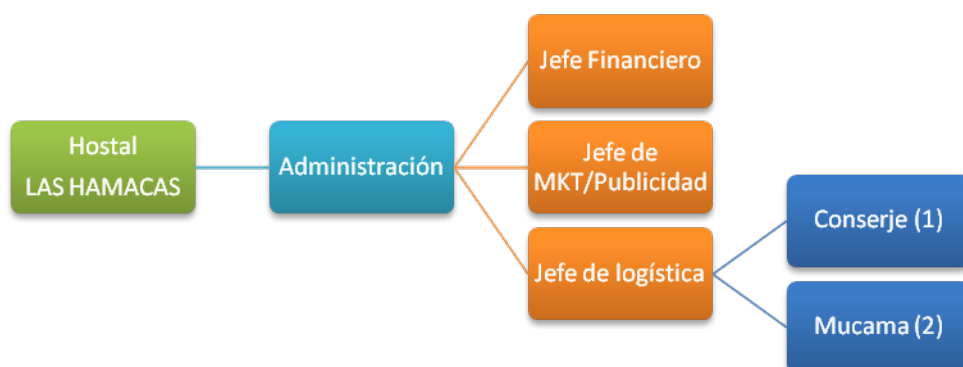 Hostal
LAS HAMACAS
Administración
Jefe Financiero
Jefe de
MKT/Publicidad
Jefe de logística
Conserje (1)
Mucama (2)